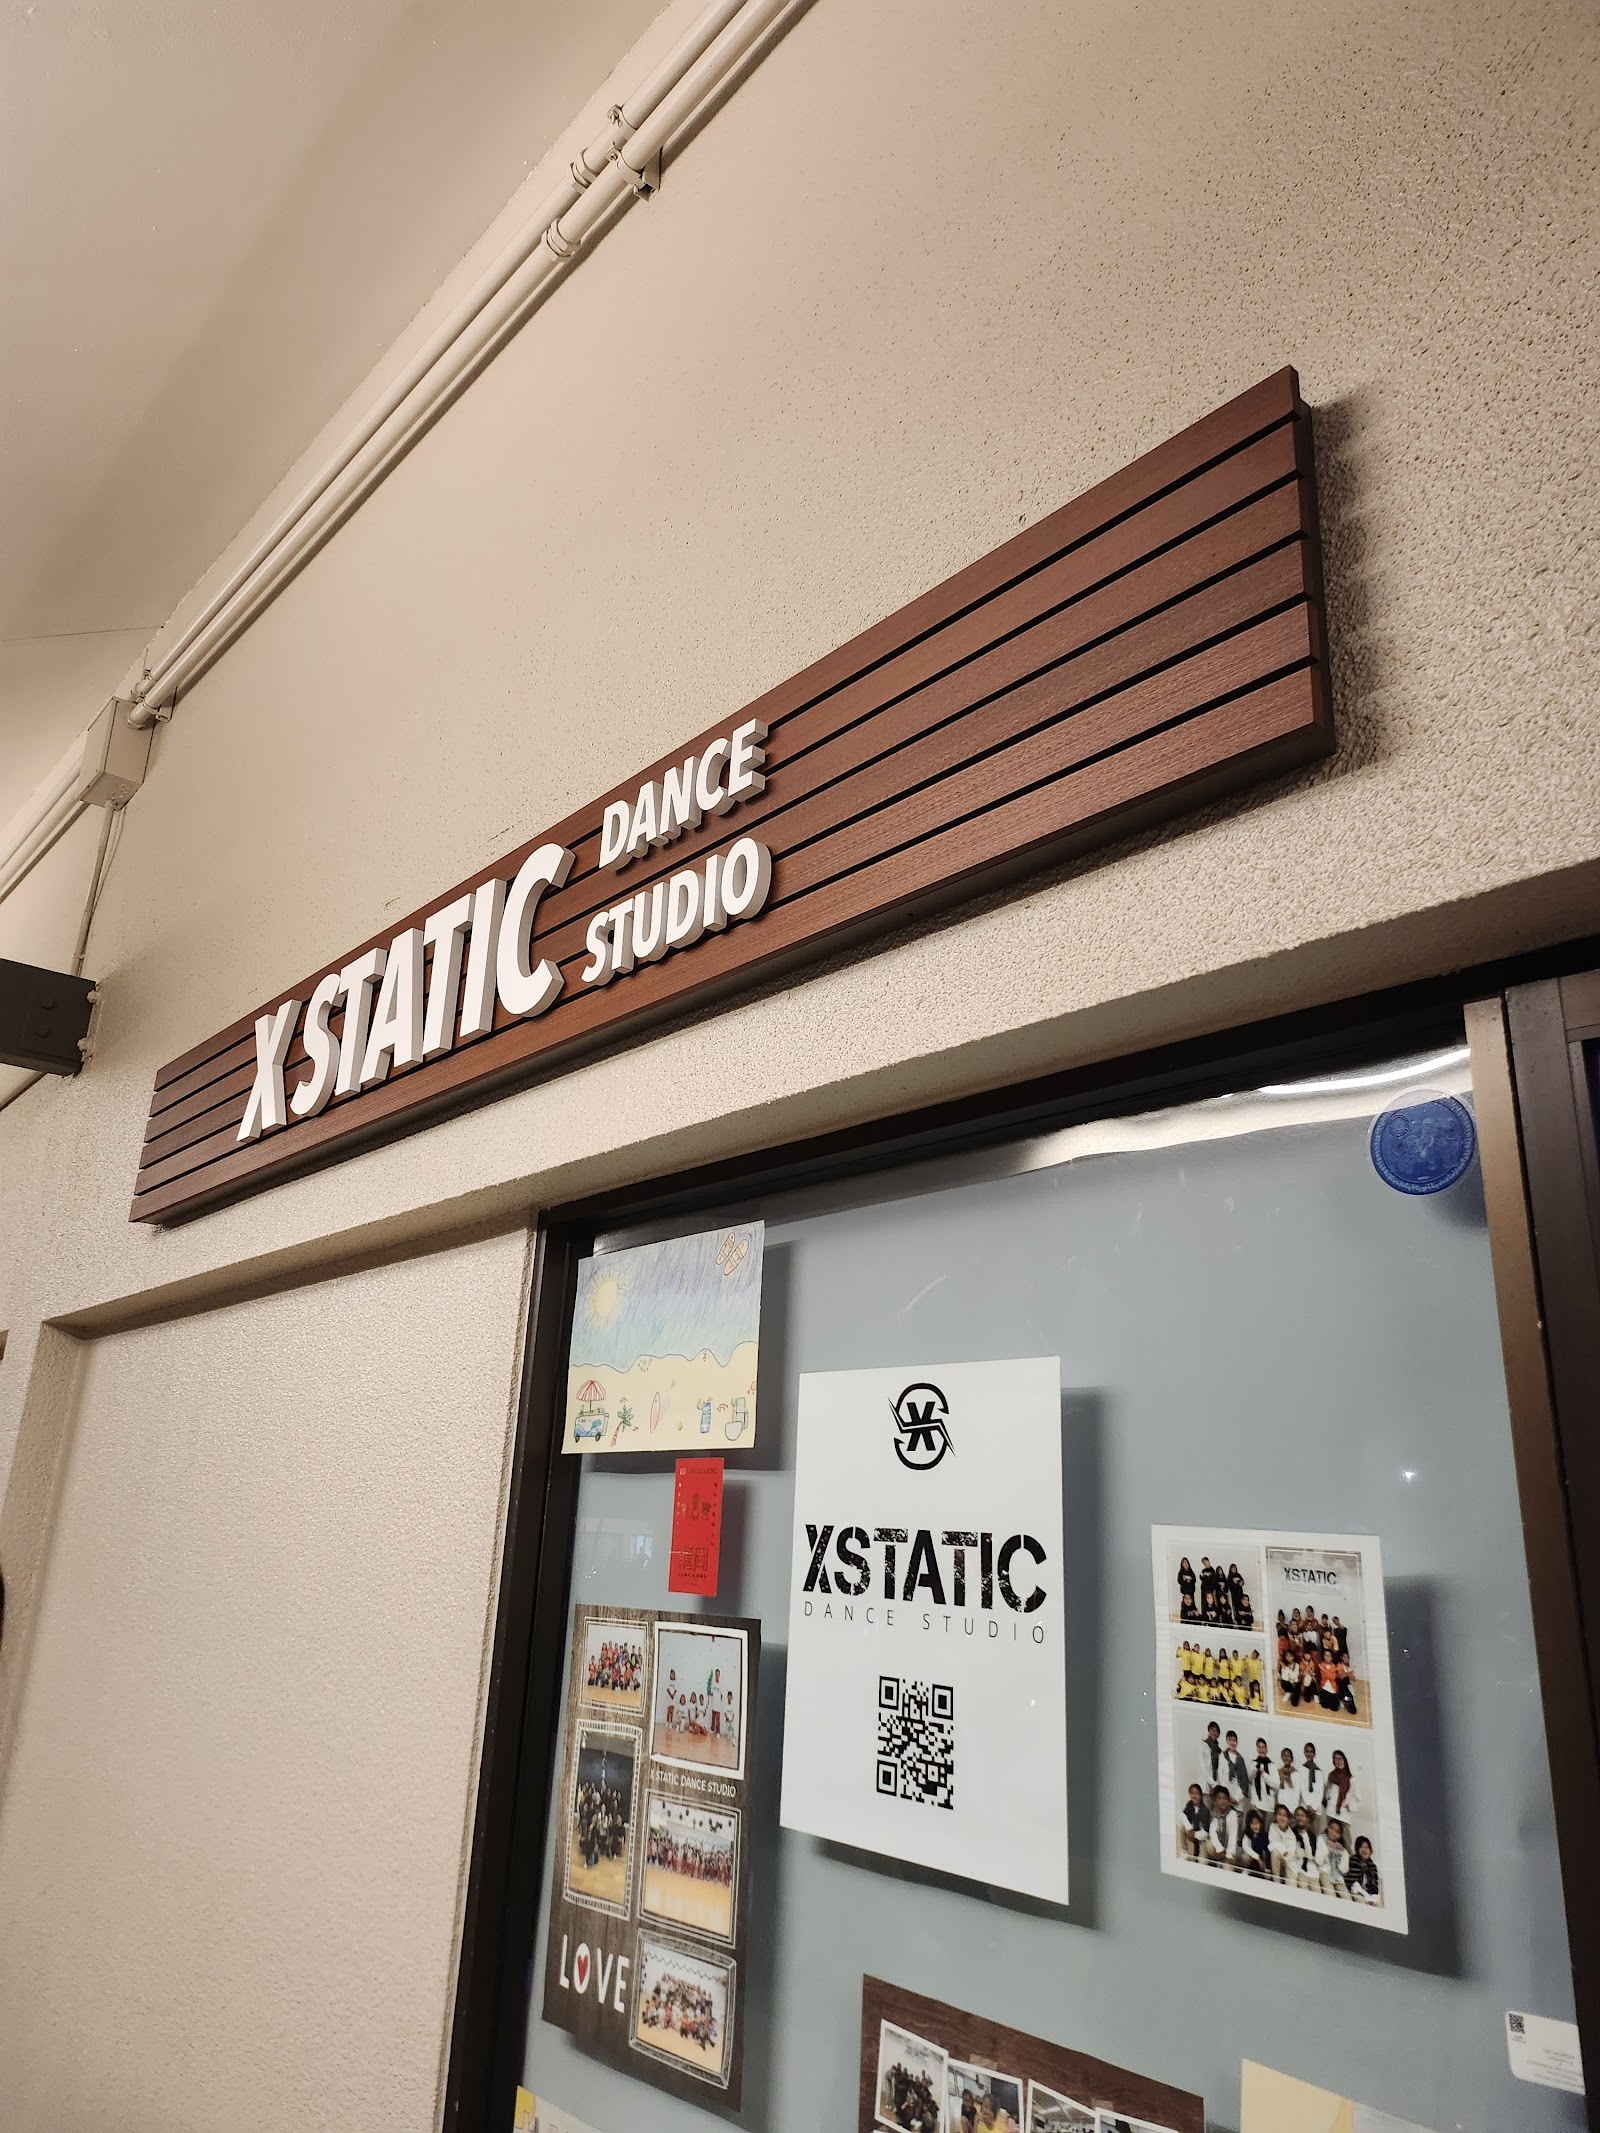 X STATIC
DANCE
STUDIO
X
XSTATIC
DANCE STUDIO
X STATIC DANCE STUDIO
LOVE
XSTATIC